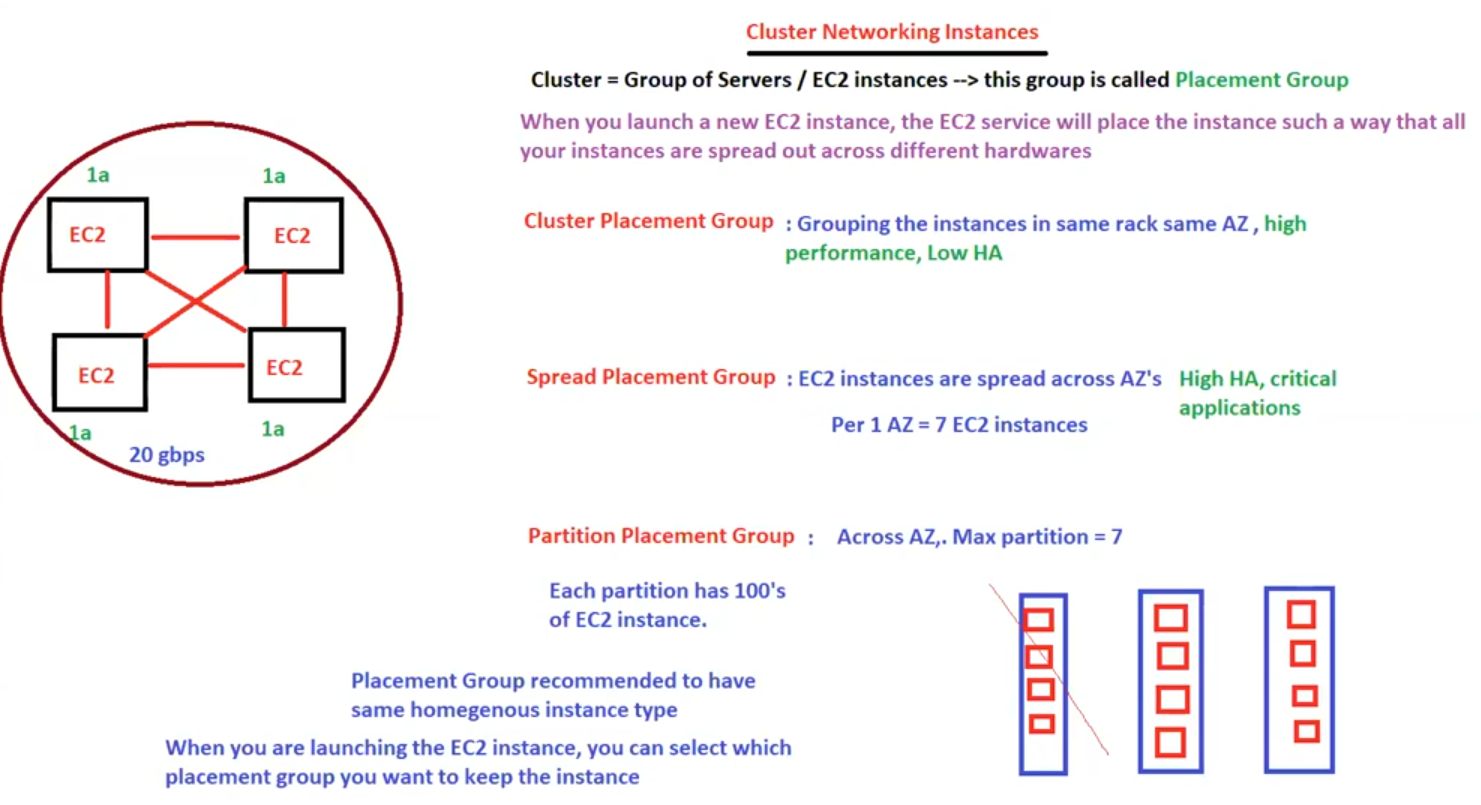 Cluster Networking Instances
Cluster = Group of Servers / EC2 instances --> this group is called Placement Group
When you launch a new EC2 instance, the EC2 service will place the instance such a way that all
your instances are spread out across different hardwares
1a
1a
EC2
EC2
EC2
EC2
1a
1a
20 gbps
Cluster Placement Group : Grouping the instances in same rack same AZ , high
performance, Low HA
Spread Placement Group : EC2 instances are spread across AZ's High HA, critical
applications
Per 1 AZ = 7 EC2 instances
Partition Placement Group : Across AZ,. Max partition = 7
Each partition has 100's
of EC2 instance.
Placement Group recommended to have
same homogenous instance type
When you are launching the EC2 instance, you can select which
placement group you want to keep the instance